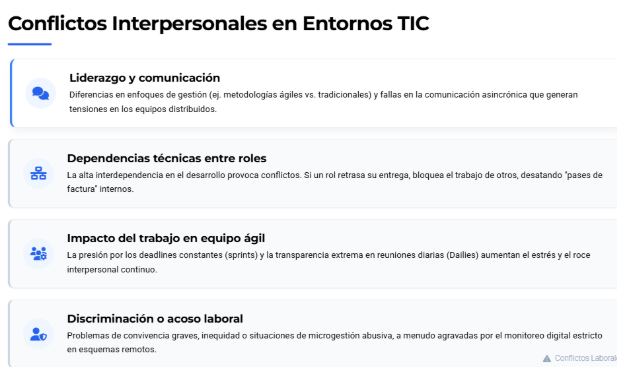 Conflictos Interpersonales en Entornos TIC
Liderazgo y comunicación
Diferencias en enfoques de gestión (ej. metodologías ágiles vs. tradicionales) y fallas en la comunicación asincrónica que generan
tensiones en los equipos distribuidos.
Dependencias técnicas entre roles
La alta interdependencia en el desarrollo provoca conflictos. Si un rol retrasa su entrega, bloquea el trabajo de otros, desatando "pases de
factura" internos.
Impacto del trabajo en equipo ágil
La presión por los deadlines constantes (sprints) y la transparencia extrema en reuniones diarias (Dailies) aumentan el estrés y el roce
interpersonal continuo.
Discriminación o acoso laboral
Problemas de convivencia graves, inequidad o situaciones de microgestión abusiva, a menudo agravadas por el monitoreo digital estricto
en esquemas remotos.
Conflictos